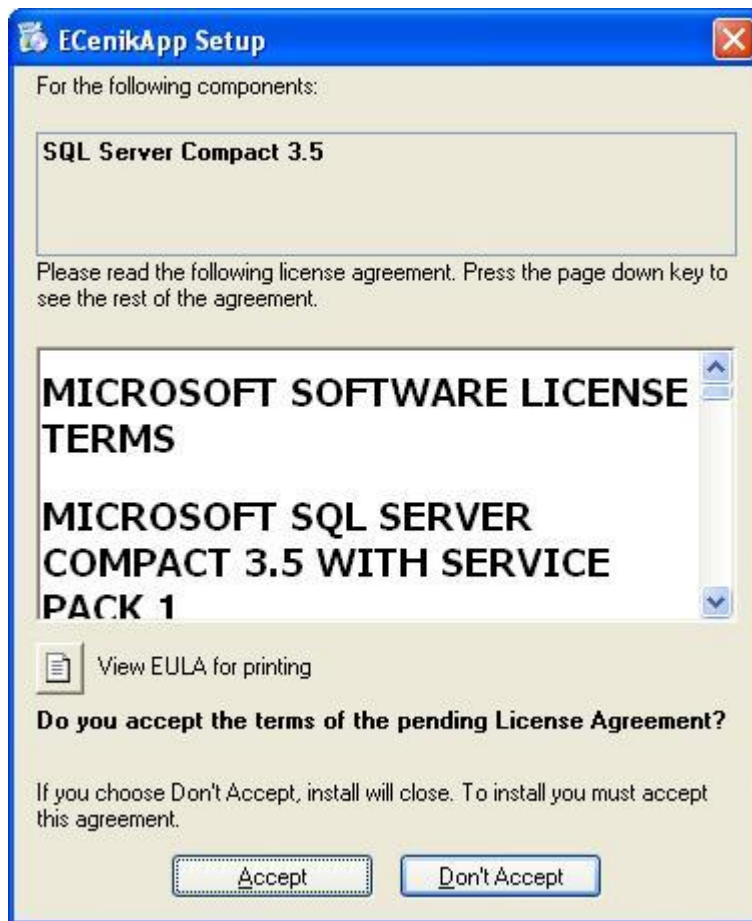 ECenikApp Setup
For the following components:
SQL Server Compact 3.5
Please read the following license agreement. Press the page down key to
see the rest of the agreement.
MICROSOFT SOFTWARE LICENSE
TERMS
MICROSOFT SQL SERVER
COMPACT 3.5 WITH SERVICE
PACK 1
View EULA for printing
Do you accept the terms of the pending License Agreement?
If you choose Don't Accept, install will close. To install you must accept
this agreement.
Accept
Don't Accept